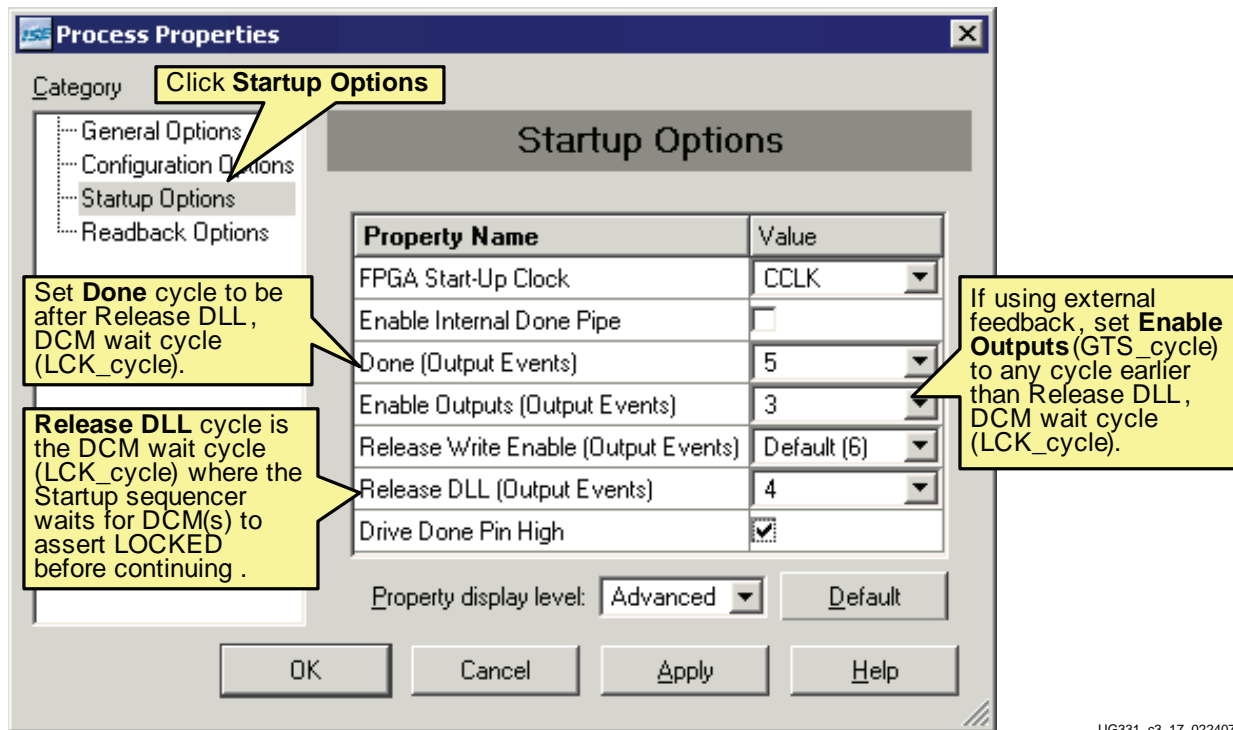 ISE Process Properties
Category
Click Startup Options
General Options
Configuration Options
Startup Options
Readback Options
Startup Options
Property Name Value
FPGA Start-Up Clock CCLK
Enable Internal Done Pipe
Done (Output Events) 5
Enable Outputs (Output Events) 3
Release Write Enable (Output Events) Default (6)
Release DLL (Output Events) 4
Drive Done Pin High
Set Done cycle to be
after Release DLL,
DCM wait cycle
(LCK_cycle).
Release DLL cycle is
the DCM wait cycle
(LCK_cycle) where the
Startup sequencer
waits for DCM(s) to
assert LOCKED
before continuing .
If using external
feedback, set Enable
Outputs (GTS_cycle)
to any cycle earlier
than Release DLL,
DCM wait cycle
(LCK_cycle).
Property display level: Advanced Default
OK Cancel Apply Help
UG331_c3_17_022407